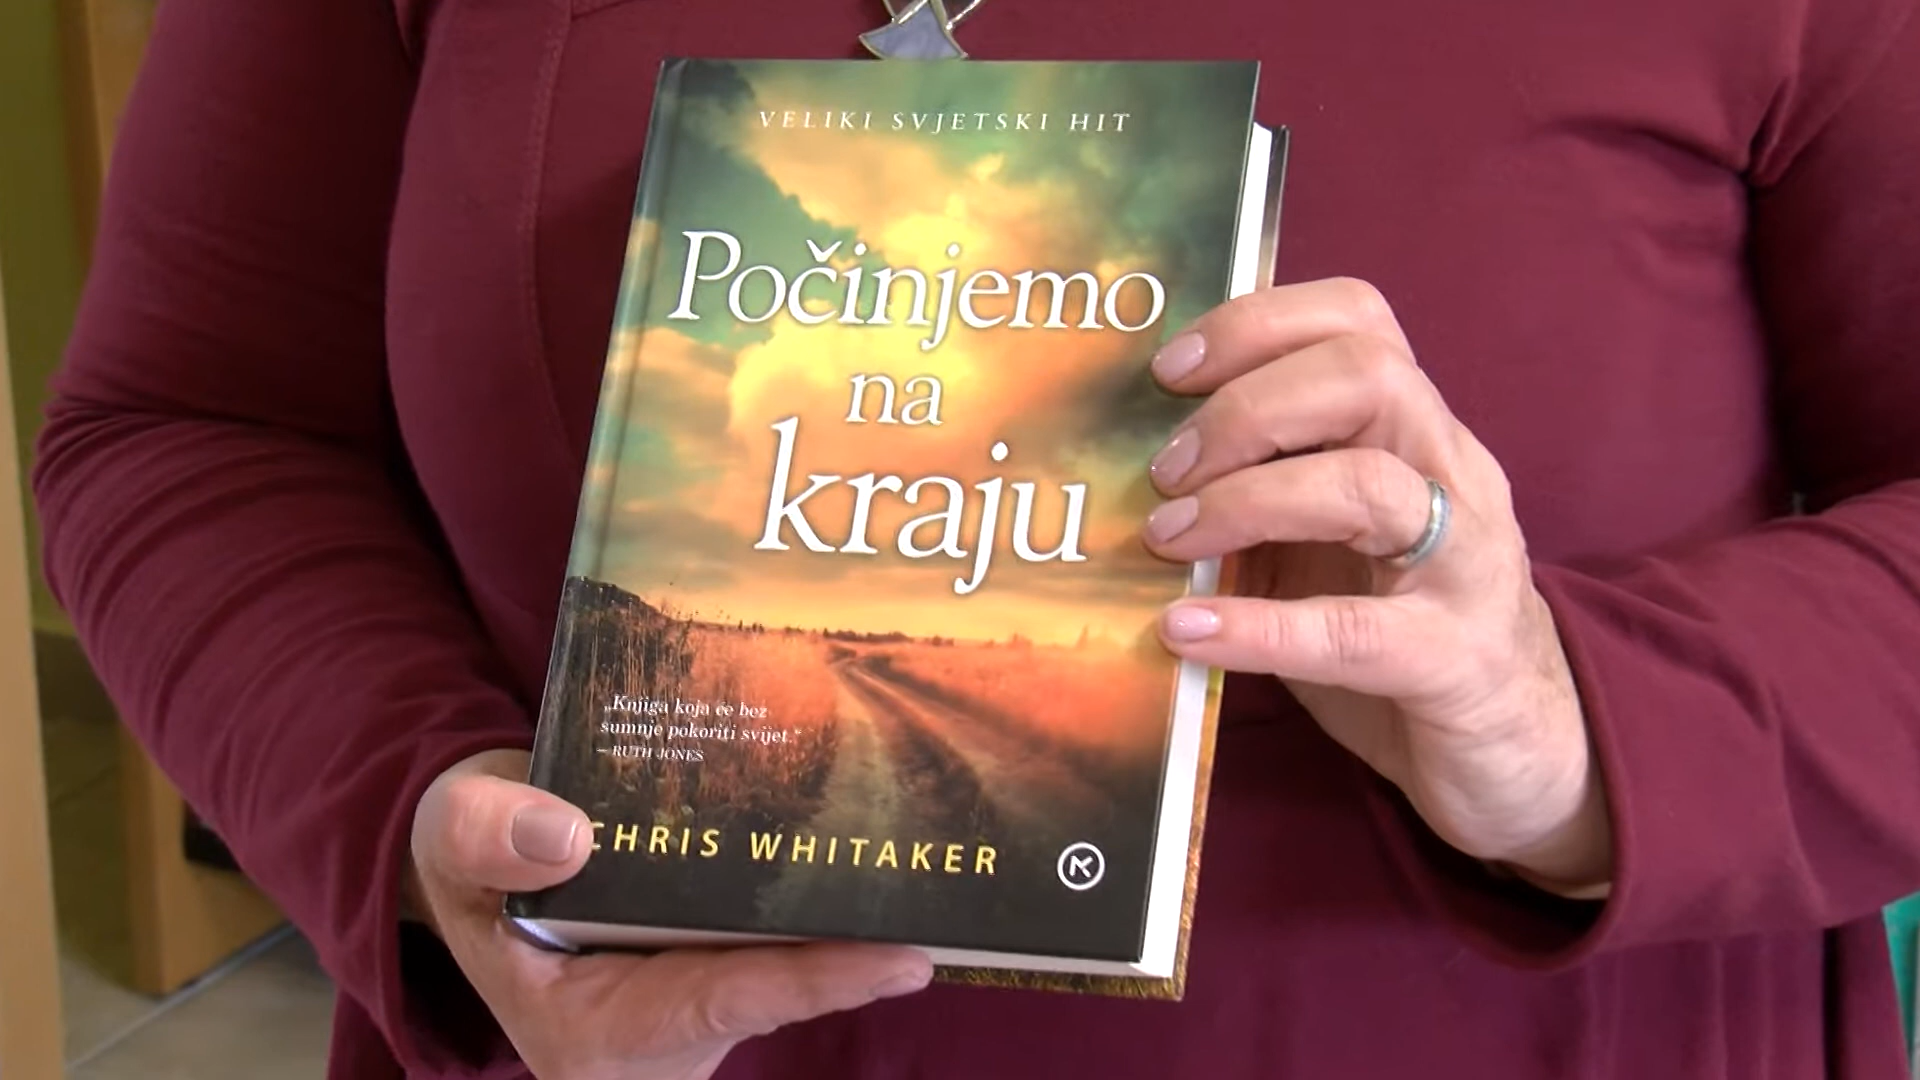 VELIKI SVJETSKI HIT
Počinjemo
na
kraju
„Knjiga koja će bez
sumnje pokoriti svijet.“
– RUTH JONES
CHRIS WHITAKER